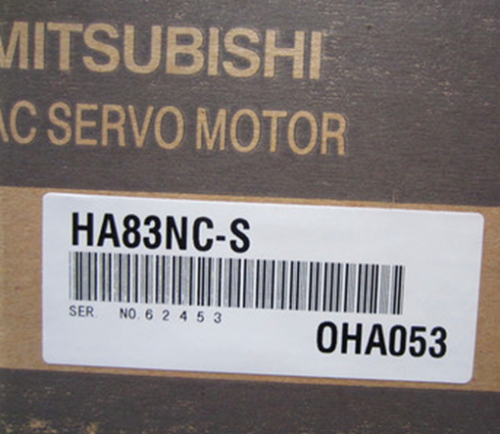 MITSUBISHI
AC SERVO MOTOR
HA83NC-S
SER. NO.62453
OHA053